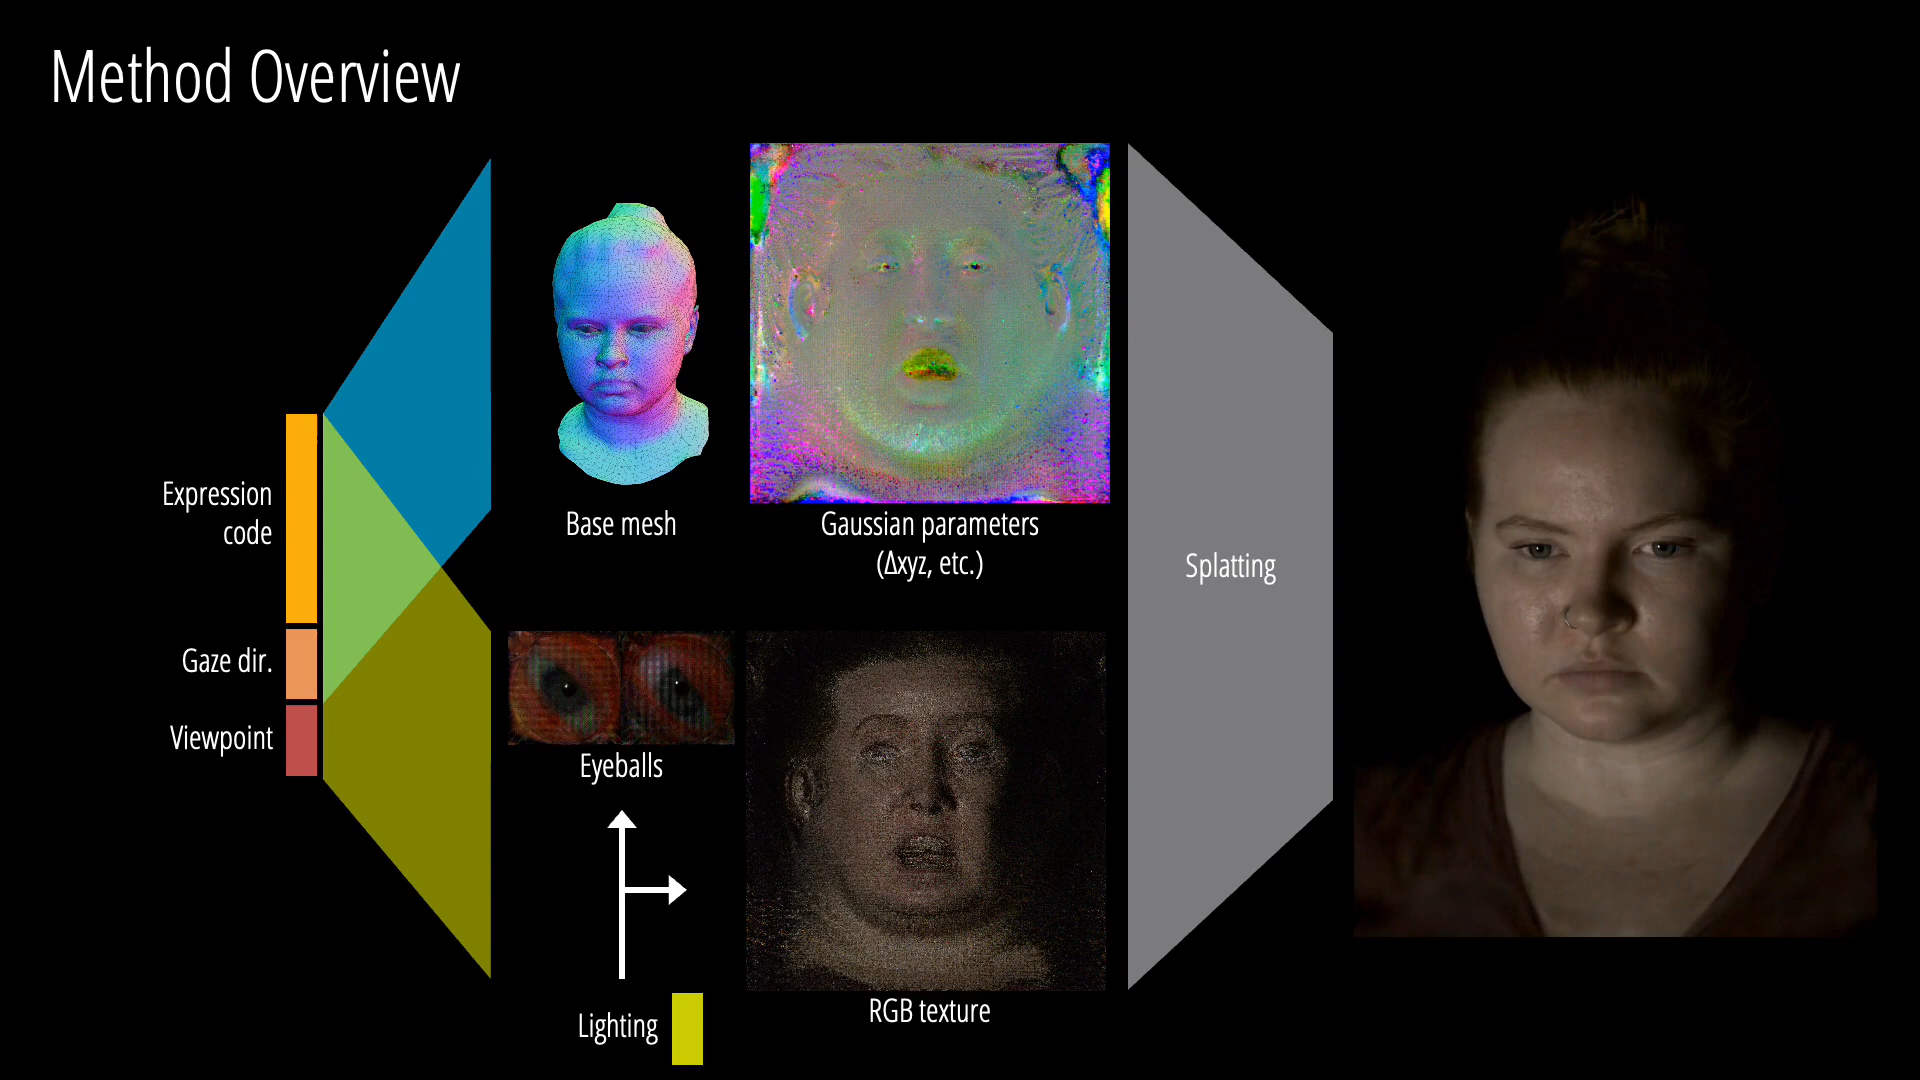 Method Overview
Expression
code
Gaze dir.
Viewpoint
Base mesh
Gaussian parameters
(Δxyz, etc.)
Eyeballs
Lighting
RGB texture
Splatting